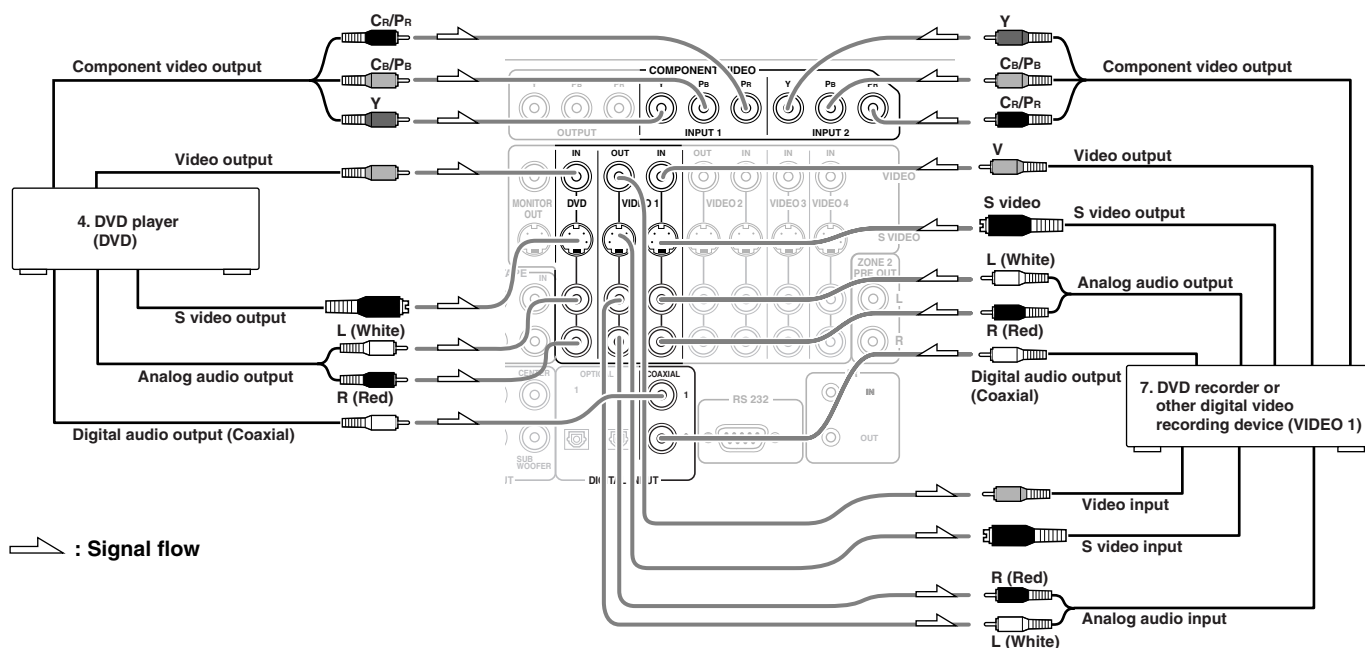 CR/PR
Component video output
CB/PB
Y
Video output
4. DVD player
(DVD)
S video output
L (White)
Analog audio output
R (Red)
Digital audio output (Coaxial)
: Signal flow
COMPONENT VIDEO
Y PB PR Y PB PR Y PB PR
OUTPUT INPUT 1 INPUT 2
IN OUT IN OUT IN IN IN
VIDEO
MONITOR
OUT
DVD VIDEO 1 VIDEO 2 VIDEO 3 VIDEO 4
S VIDEO
IN
ZONE 2
PRE OUT
L
R
CENTER
OPTICAL
COAXIAL
1 1
RS 232
IN
OUT
SUB
WOOFER
DIGITAL INPUT
Y
CB/PB
Component video output
CR/PR
V
Video output
S video
S video output
L (White)
Analog audio output
R (Red)
Digital audio output
(Coaxial)
7. DVD recorder or
other digital video
recording device (VIDEO 1)
Video input
S video input
R (Red)
Analog audio input
L (White)